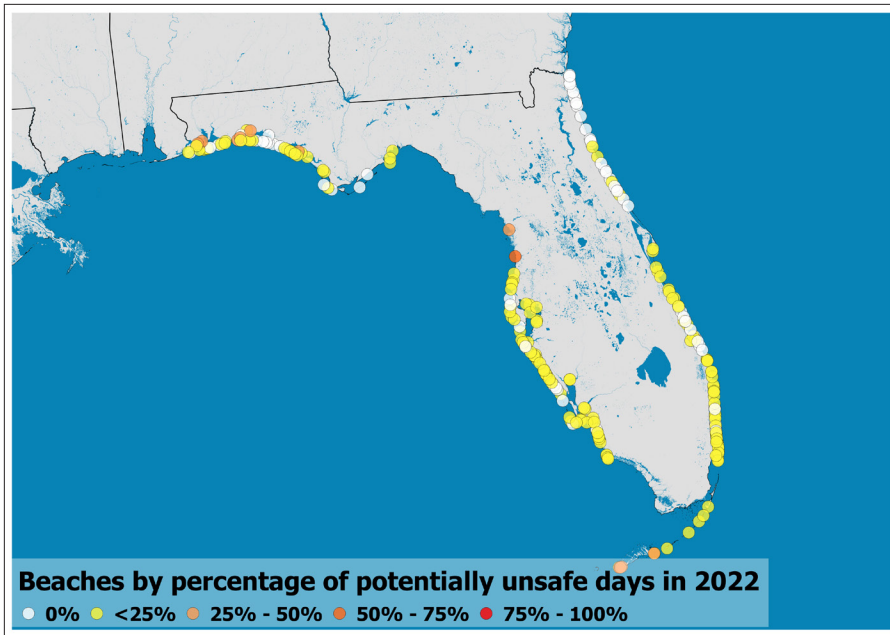 Beaches by percentage of potentially unsafe days in 2022
0% <25% 25% - 50% 50% - 75% 75% - 100%